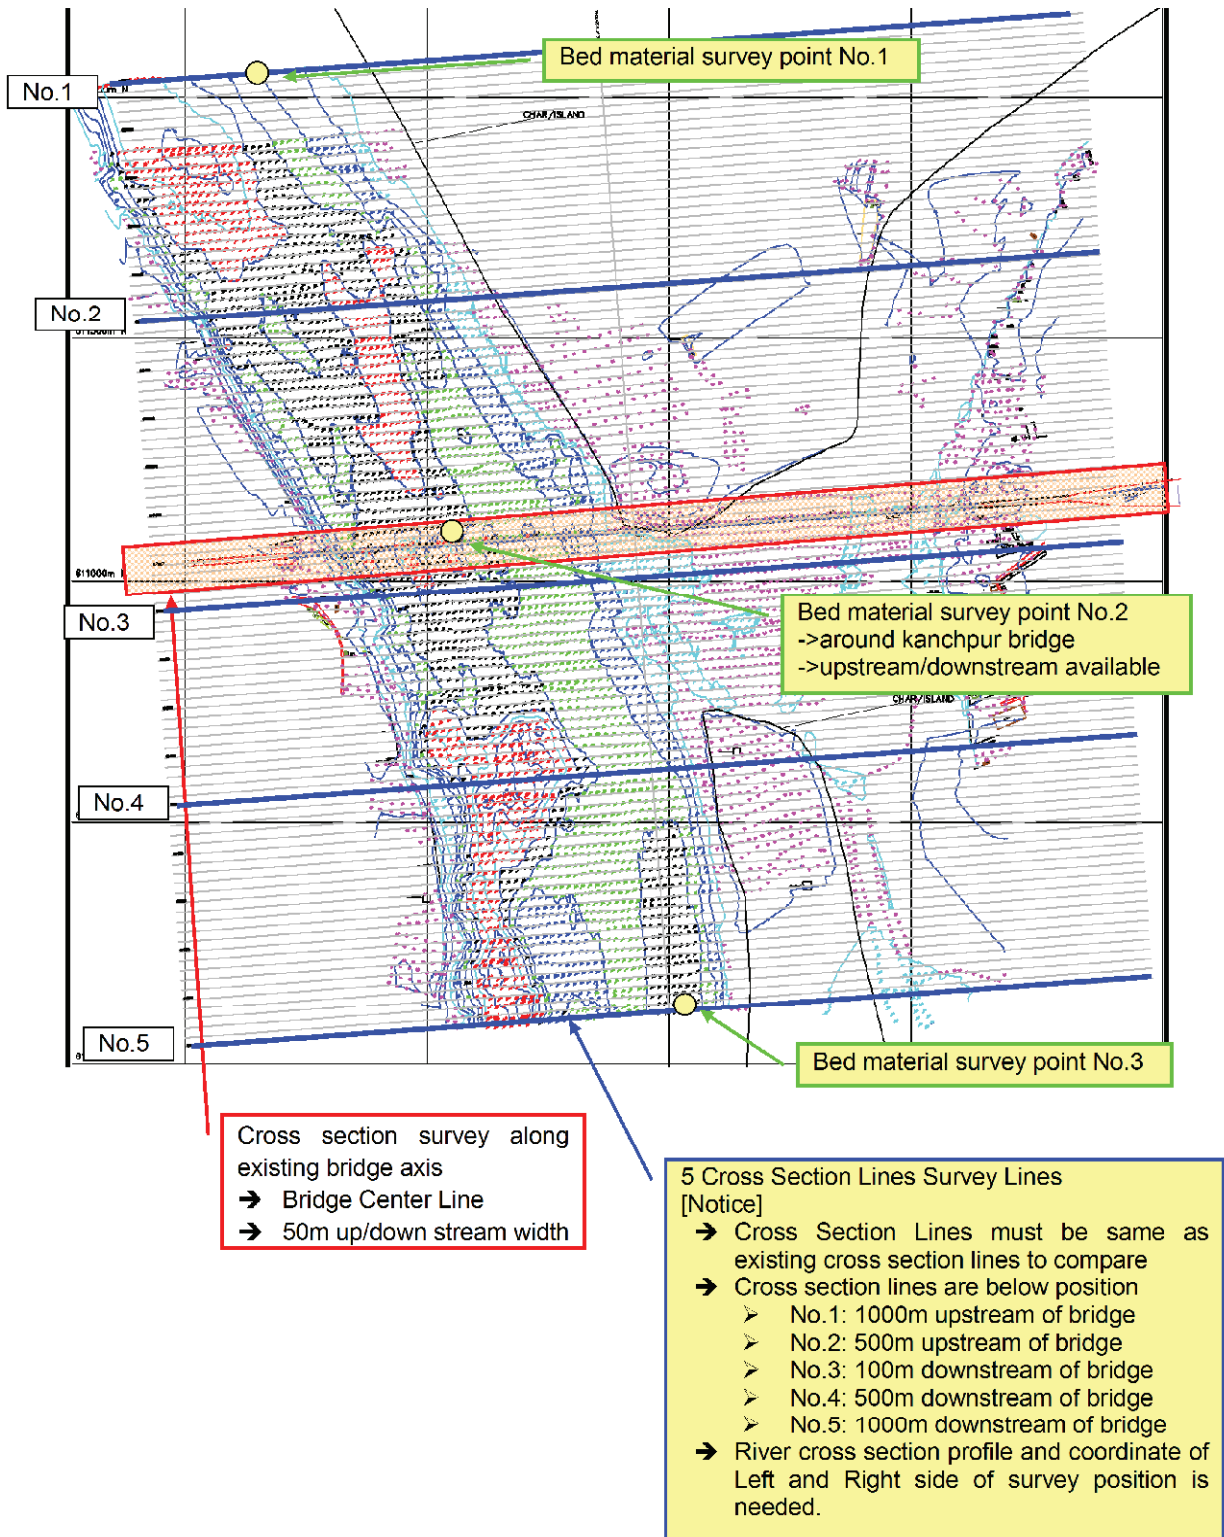 Bed material survey point No.1
No.1
CHAR/ISLAND
No.2
611000m N
No.3
Bed material survey point No.2
->around kanchpur bridge
->upstream/downstream available
CHAR/ISLAND
No.4
No.5
Bed material survey point No.3
Cross section survey along
existing bridge axis
➔ Bridge Center Line
➔ 50m up/down stream width
5 Cross Section Lines Survey Lines
[Notice]
➔ Cross Section Lines must be same as
existing cross section lines to compare
➔ Cross section lines are below position
➢ No.1: 1000m upstream of bridge
➢ No.2: 500m upstream of bridge
➢ No.3: 100m downstream of bridge
➢ No.4: 500m downstream of bridge
➢ No.5: 1000m downstream of bridge
➔ River cross section profile and coordinate of
Left and Right side of survey position is
needed.